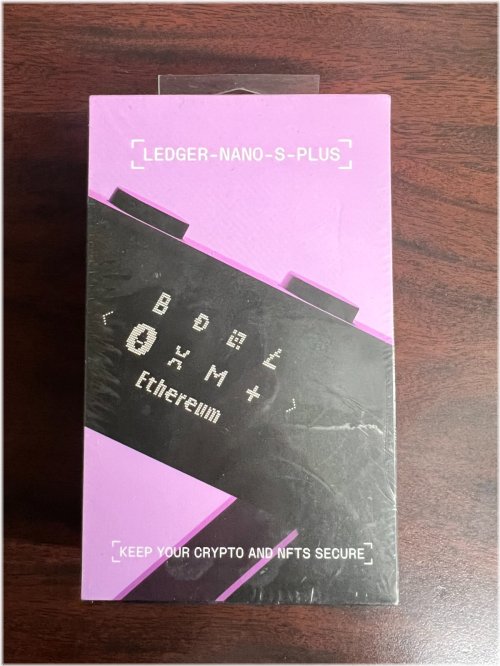 [LEDGER-NANO-S-PLUS]
B Đ @ Ł
< X M + >
Ethereum
[KEEP YOUR CRYPTO AND NFTS SECURE]